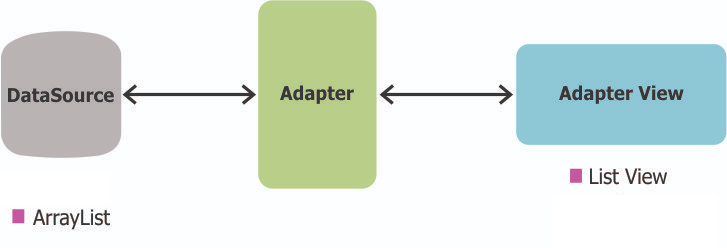 DataSource
Adapter
Adapter View
List View
ArrayList